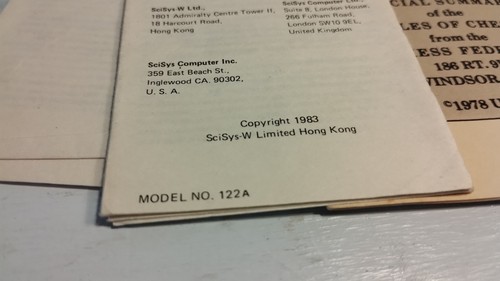 SciSys-W Ltd.,
1801 Admiralty Centre Tower II,
18 Harcourt Road,
Hong Kong
SciSys Computer Ltd.,
Suite 8, London House,
266 Fulham Road,
London SW10 9EL,
United Kingdom
SciSys Computer Inc.
359 East Beach St.,
Inglewood CA. 90302,
U. S. A.
Copyright 1983
SciSys-W Limited Hong Kong
MODEL NO. 122A
CIAL SUMMA
of the
LES OF CHE
from the
ESS FEDE
186 RT. 9
WINDSOR,
©1978 U